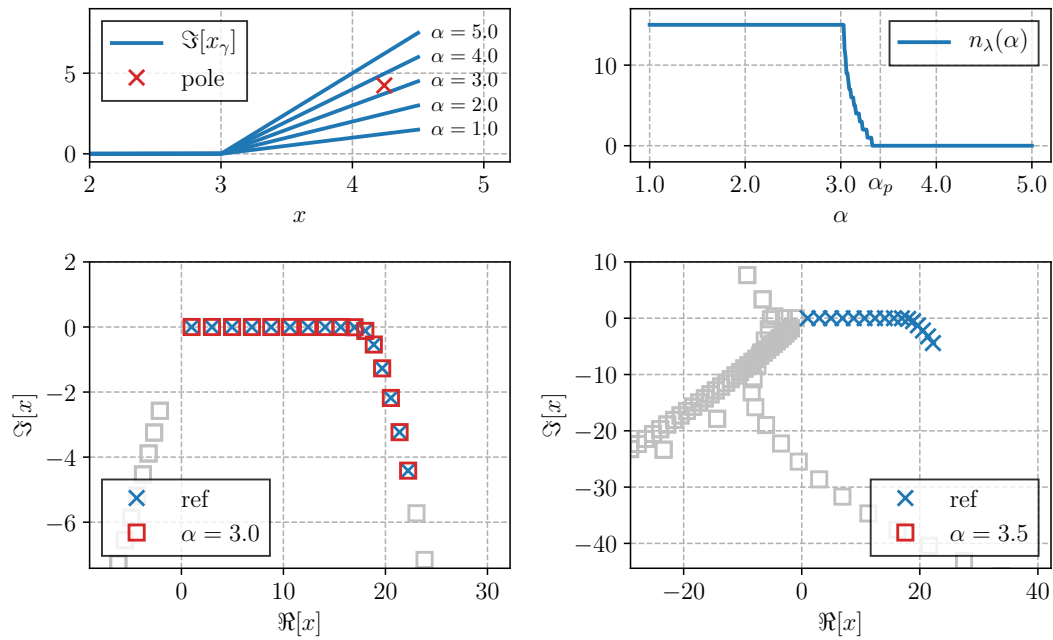 ℑ[x_γ]
pole
α = 5.0
α = 4.0
α = 3.0
α = 2.0
α = 1.0
5
0
2 3 4 5
x
n_λ(α)
10
0
1.0 2.0 3.0 α_p 4.0 5.0
α
2
0
−2
−4
−6
ℑ[x]
ref
α = 3.0
0 10 20 30
ℜ[x]
10
0
−10
−20
−30
−40
ℑ[x]
ref
α = 3.5
−20 0 20 40
ℜ[x]